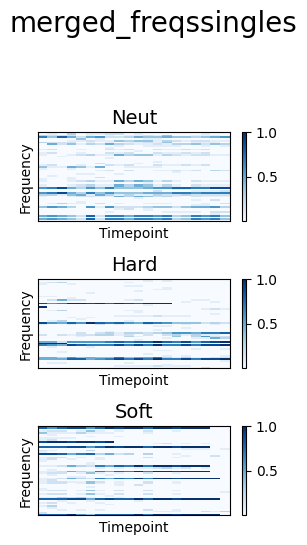 merged_freqssingles
Neut
Frequency
1.0
0.5
Timepoint
Hard
Frequency
1.0
0.5
Timepoint
Soft
Frequency
1.0
0.5
Timepoint